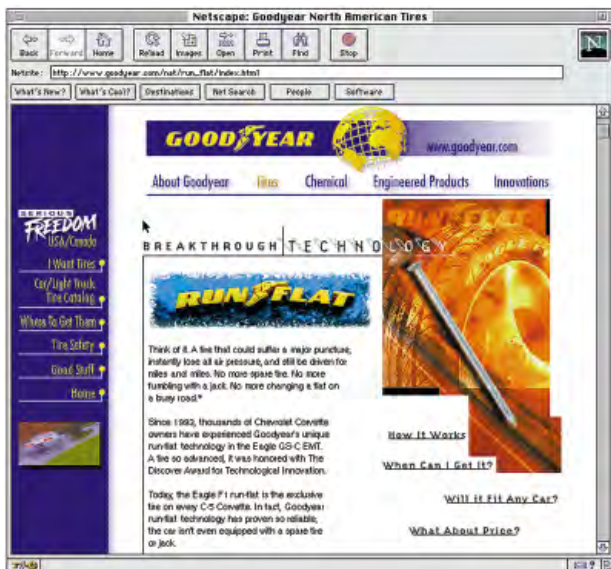 Netscape: Goodyear North American Tires
Back Forward Home Reload Images Open Print Find Stop
N
Netsite: http://www.goodyear.com/nat/run_flat/index.html
What's New? What's Cool? Destinations Net Search People Software
GOODYEAR
www.goodyear.com
About Goodyear Tires Chemical Engineered Products Innovations
SERIOUS
FREEDOM
USA/Canada
I Want Tires
Car/Light Truck
Tire Catalog
Where To Get Them
Tire Safety
Good Stuff
Home
BREAKTHROUGH TECHNOLOGY
RUN FLAT
Think of it. A tire that could suffer a major puncture,
instantly lose all air pressure, and still be driven for
miles and miles. No more spare tire. No more
fumbling with a jack. No more changing a flat on
a busy road.*
Since 1993, thousands of Chevrolet Corvette
owners have experienced Goodyear's unique
runflat technology in the Eagle GS-C EMT.
A tire so advanced, it was honored with The
Discover Award for Technological Innovation.
Today, the Eagle F1 run-flat is the exclusive
tire on every C-5 Corvette. In fact, Goodyear
runflat technology has proven so reliable,
the car isn't even equipped with a spare tire
or jack.
RUN FLAT
How It Works
When Can I Get It?
Will it Fit Any Car?
What About Price?